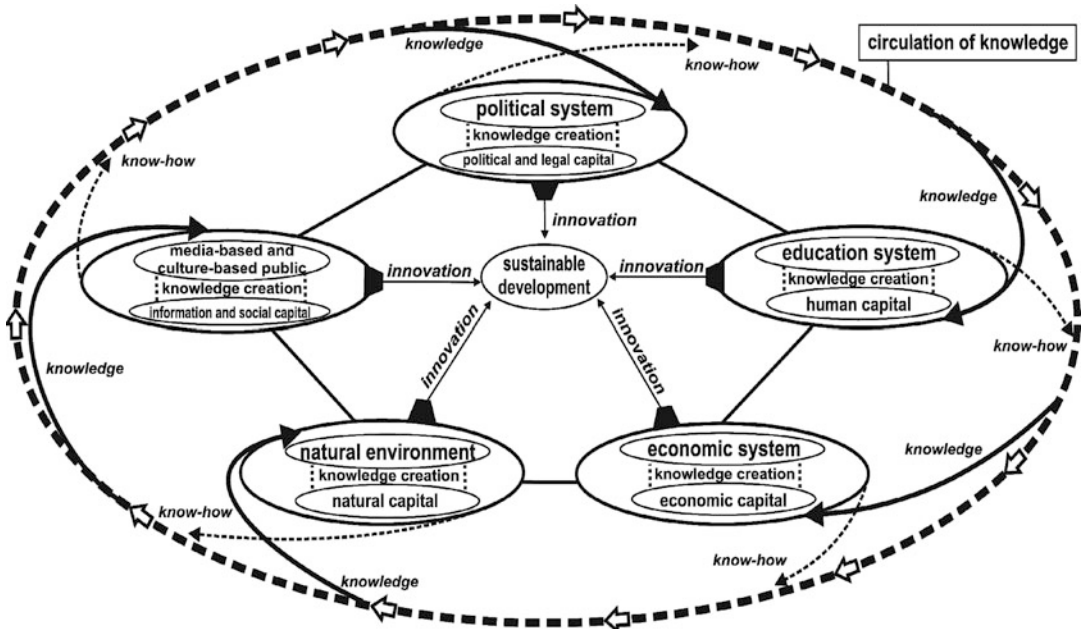 knowledge
know-how
circulation of knowledge
political system
knowledge creation
political and legal capital
know-how
knowledge
innovation
media-based and
culture-based public
knowledge creation
information and social capital
innovation
sustainable
development
innovation
education system
knowledge creation
human capital
know-how
knowledge
innovation
innovation
natural environment
knowledge creation
natural capital
economic system
knowledge creation
economic capital
knowledge
know-how
know-how
knowledge